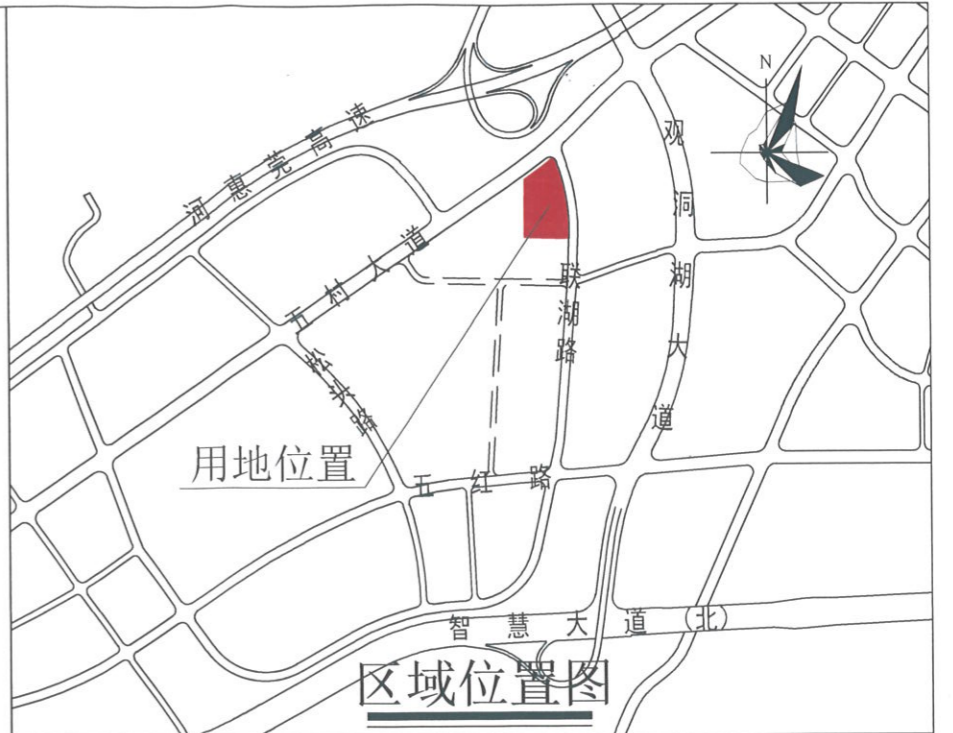 N
河惠莞高速
观洞湖大道
五村大道
联湖路
松洪路
用地位置
五红路
智慧大道北
区域位置图